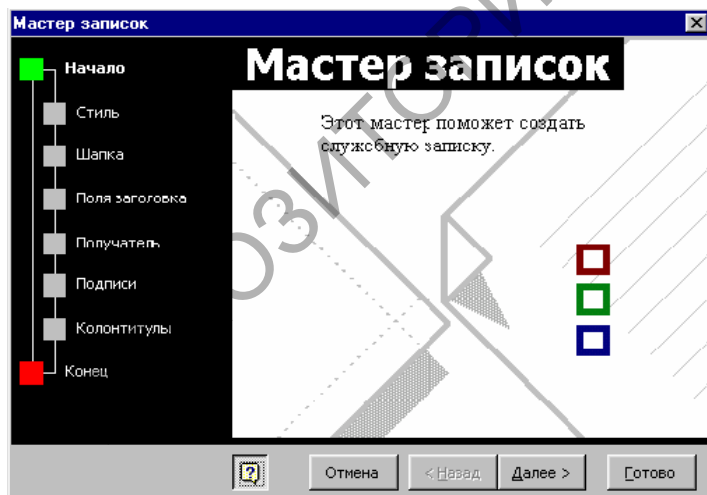 Мастер записок
Начало
Стиль
Шапка
Поля заголовка
Получатель
Подписи
Колонтитулы
Конец
Мастер записок
Этот мастер поможет создать
служебную записку.
Отмена
< Назад
Далее >
Готово